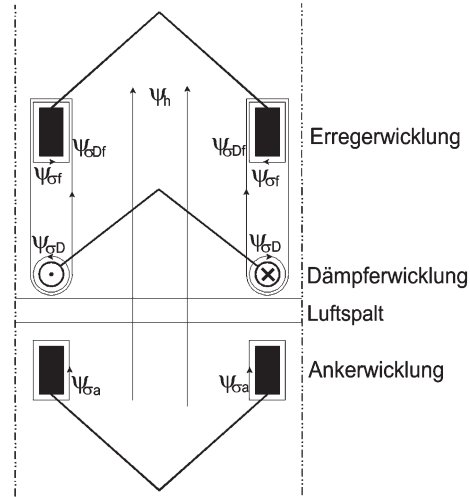 Ψh
Erregerwicklung
ΨσDf ΨσDf
Ψσf Ψσf
ΨσD ΨσD
Dämpferwicklung
Luftspalt
Ankerwicklung
Ψσa Ψσa